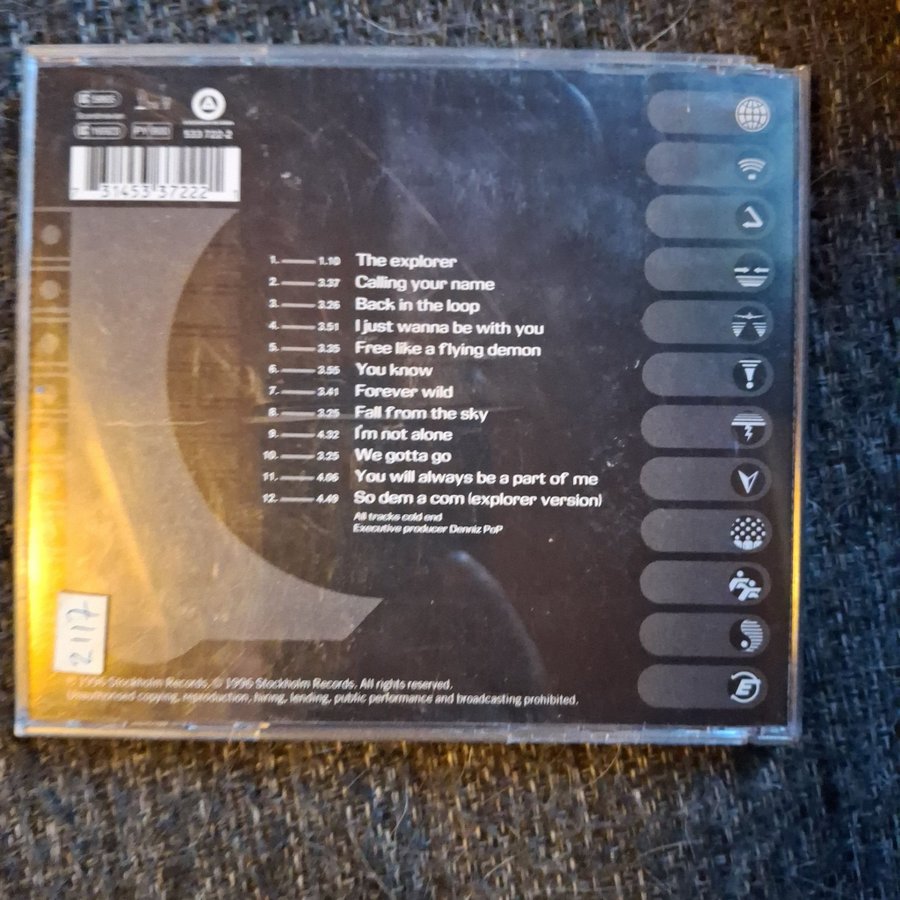 533 722-2
31453 37222
1. 1.10 The explorer
2. 3.37 Calling your name
3. 3.26 Back in the loop
4. 3.51 I just wanna be with you
5. 3.35 Free like a flying demon
6. 3.55 You know
7. 3.41 Forever wild
8. 3.25 Fall from the sky
9. 4.32 I'm not alone
10. 3.25 We gotta go
11. 4.06 You will always be a part of me
12. 4.49 So dem a com (explorer version)
All tracks cold end
Executive producer Denniz PoP
2117
℗ 1996 Stockholm Records. © 1996 Stockholm Records. All rights reserved.
Unauthorised copying, reproduction, hiring, lending, public performance and broadcasting prohibited.
E